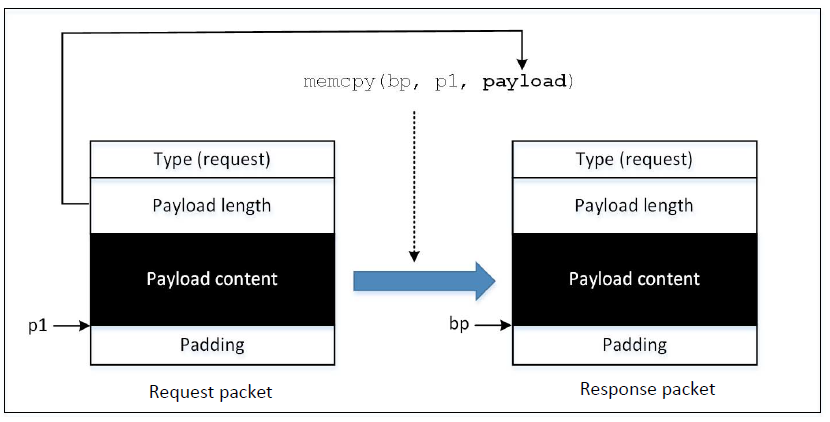 memcpy(bp, p1, payload)
Type (request)
Payload length
Payload content
p1
Padding
Request packet
Type (request)
Payload length
Payload content
bp
Padding
Response packet